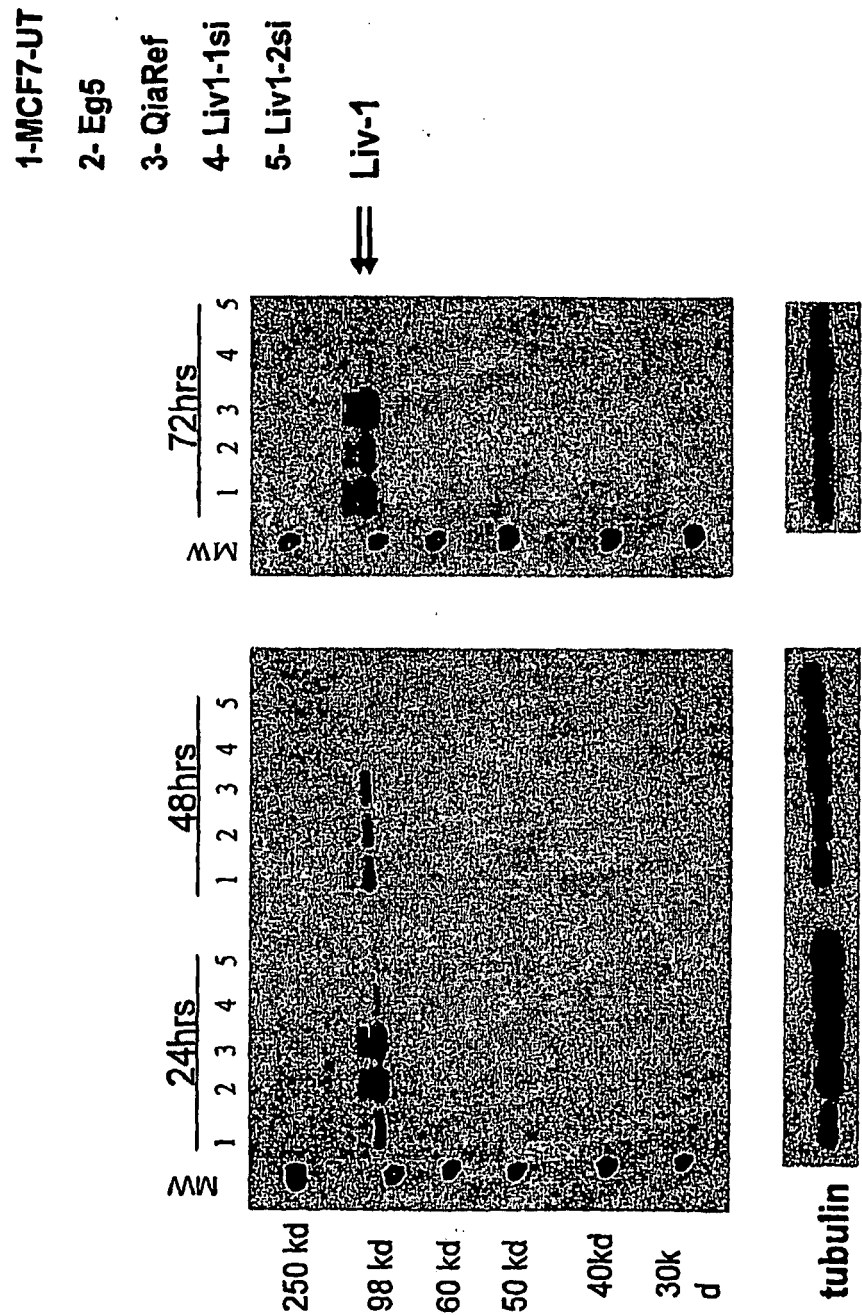 1-MCF7-UT
2- Eg5
3- QiaRef
4- Liv1-1si
5- Liv1-2si
Liv-1
24hrs
48hrs
72hrs
MW
1 2 3 4 5
1 2 3 4 5
MW
1 2 3 4 5
250 kd
98 kd
60 kd
50 kd
40kd
30k
d
tubulin